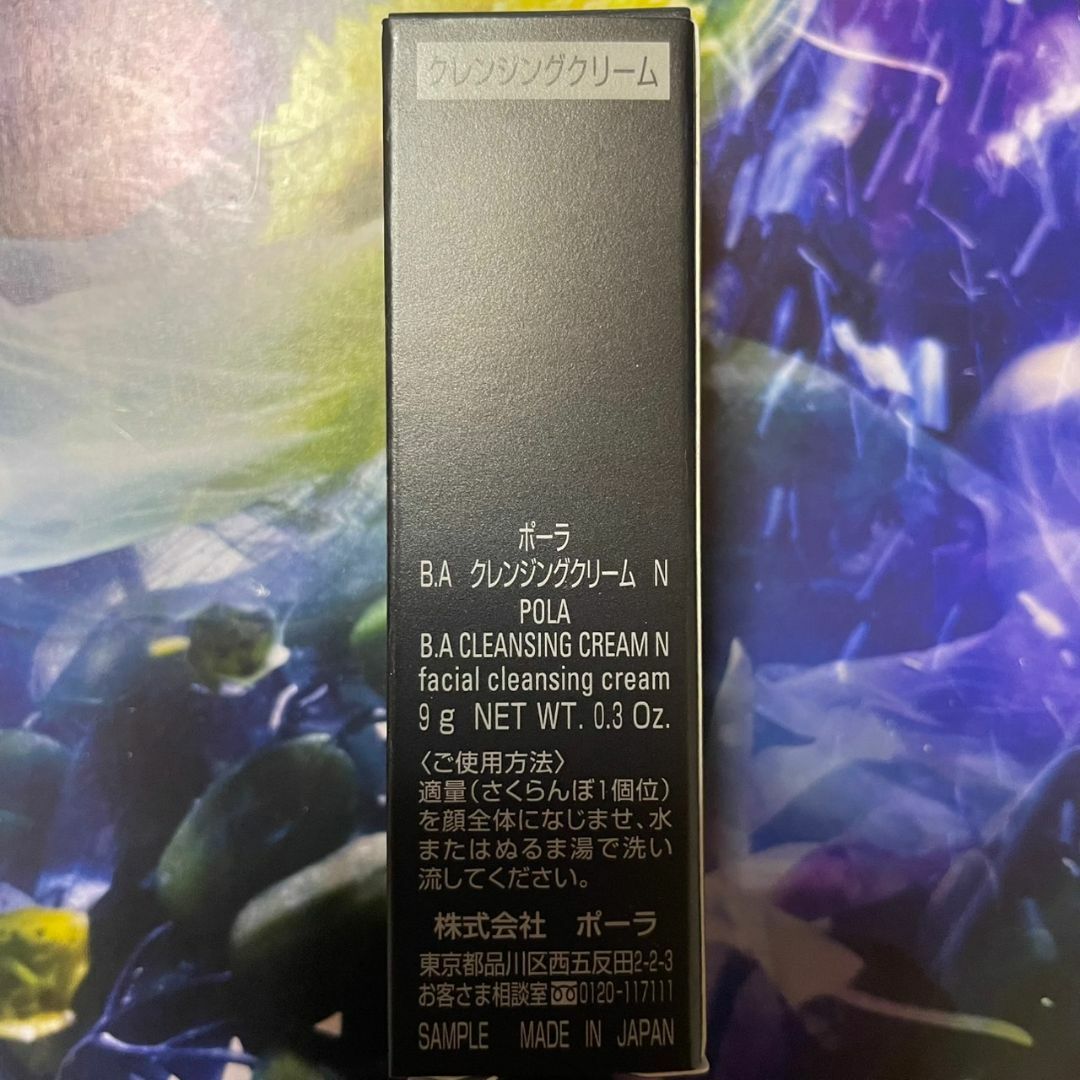 クレンジングクリーム
ポーラ
B.A クレンジングクリーム N
POLA
B.A CLEANSING CREAM N
facial cleansing cream
9 g NET WT. 0.3 Oz.
〈ご使用方法〉
適量(さくらんぼ1個位)
を顔全体になじませ、水
またはぬるま湯で洗い
流してください。
株式会社 ポーラ
東京都品川区西五反田2-2-3
お客さま相談室 0120-117111
SAMPLE MADE IN JAPAN